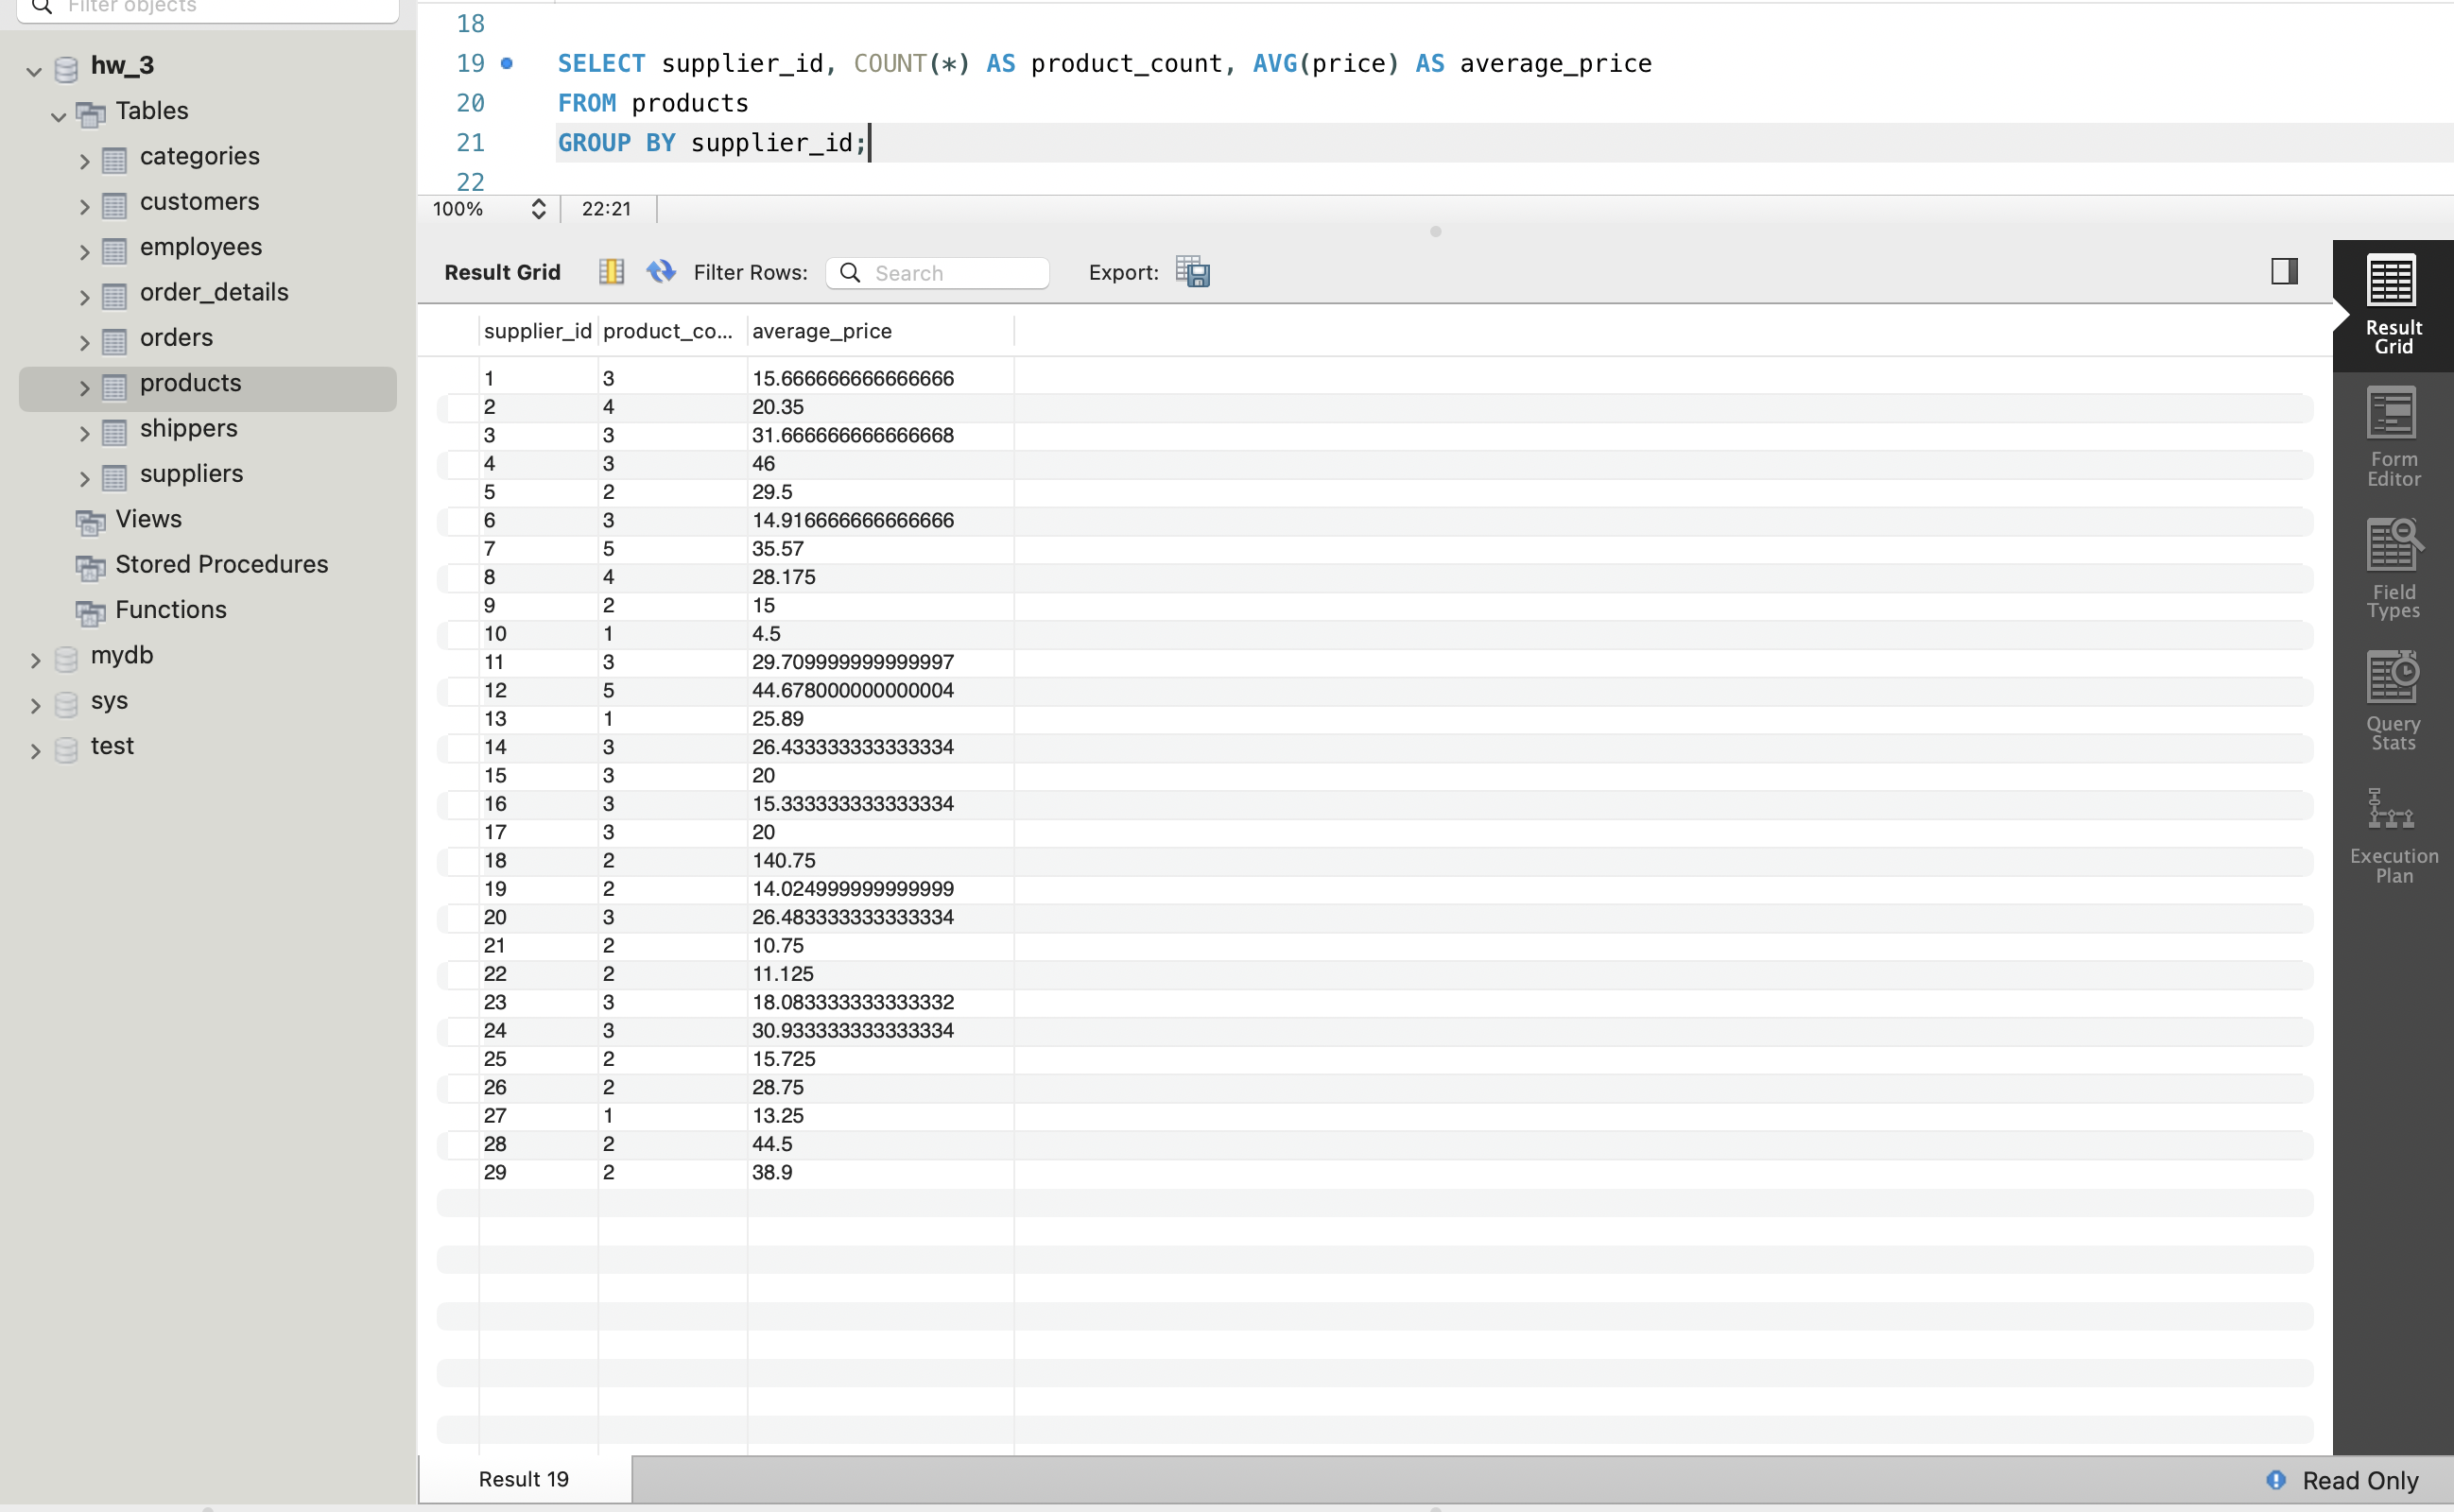 Filter objects
hw_3
Tables
categories
customers
employees
order_details
orders
products
shippers
suppliers
Views
Stored Procedures
Functions
mydb
sys
test
18
19 SELECT supplier_id, COUNT(*) AS product_count, AVG(price) AS average_price
20 FROM products
21 GROUP BY supplier_id;
22
100% 22:21
Result Grid Filter Rows: Search Export:
supplier_id product_co... average_price
1 3 15.666666666666666
2 4 20.35
3 3 31.666666666666668
4 3 46
5 2 29.5
6 3 14.916666666666666
7 5 35.57
8 4 28.175
9 2 15
10 1 4.5
11 3 29.709999999999997
12 5 44.678000000000004
13 1 25.89
14 3 26.433333333333334
15 3 20
16 3 15.333333333333334
17 3 20
18 2 140.75
19 2 14.024999999999999
20 3 26.483333333333334
21 2 10.75
22 2 11.125
23 3 18.083333333333332
24 3 30.933333333333334
25 2 15.725
26 2 28.75
27 1 13.25
28 2 44.5
29 2 38.9
Result
Grid
Form
Editor
Field
Types
Query
Stats
Execution
Plan
Result 19
Read Only